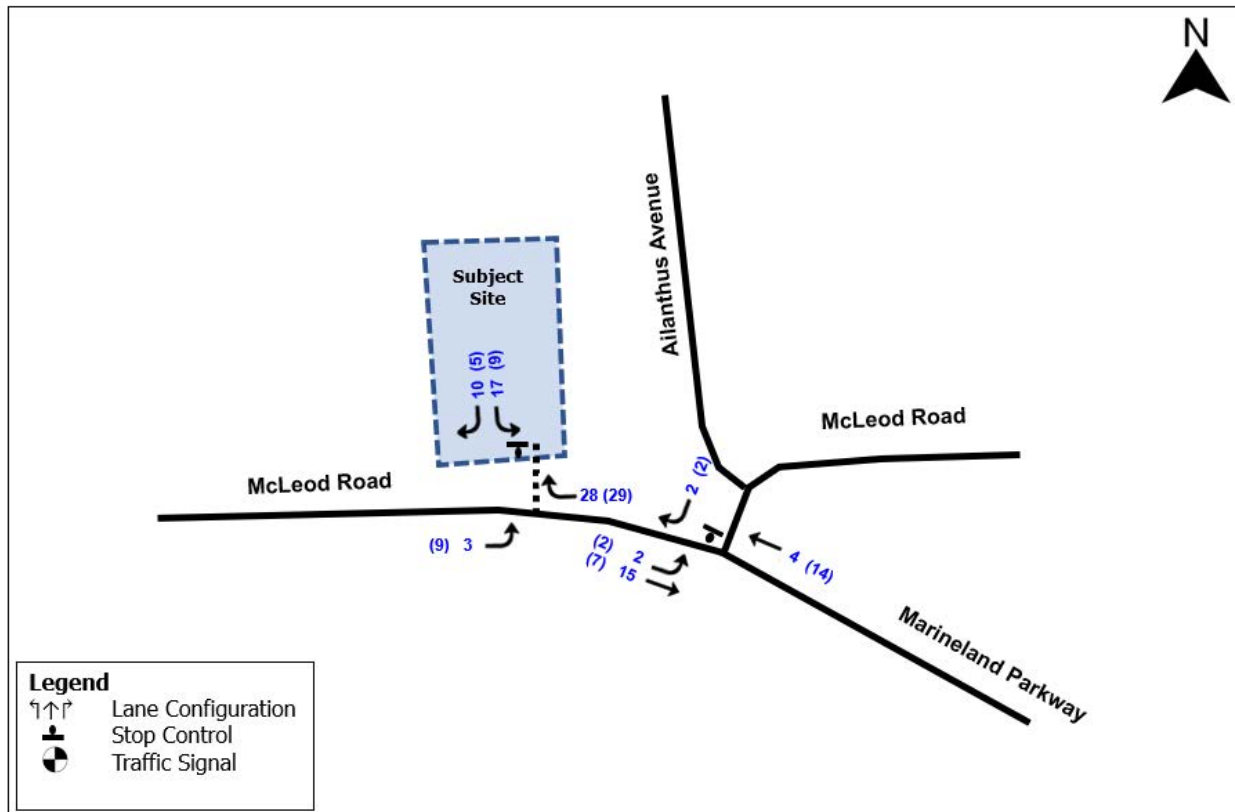 N
Ailanthus Avenue
Subject
Site
10 (5)
17 (9)
McLeod Road
McLeod Road
2 (2)
28 (29)
(9) 3
(2) 2
(7) 15
4 (14)
Marineland Parkway
Legend
Lane Configuration
Stop Control
Traffic Signal